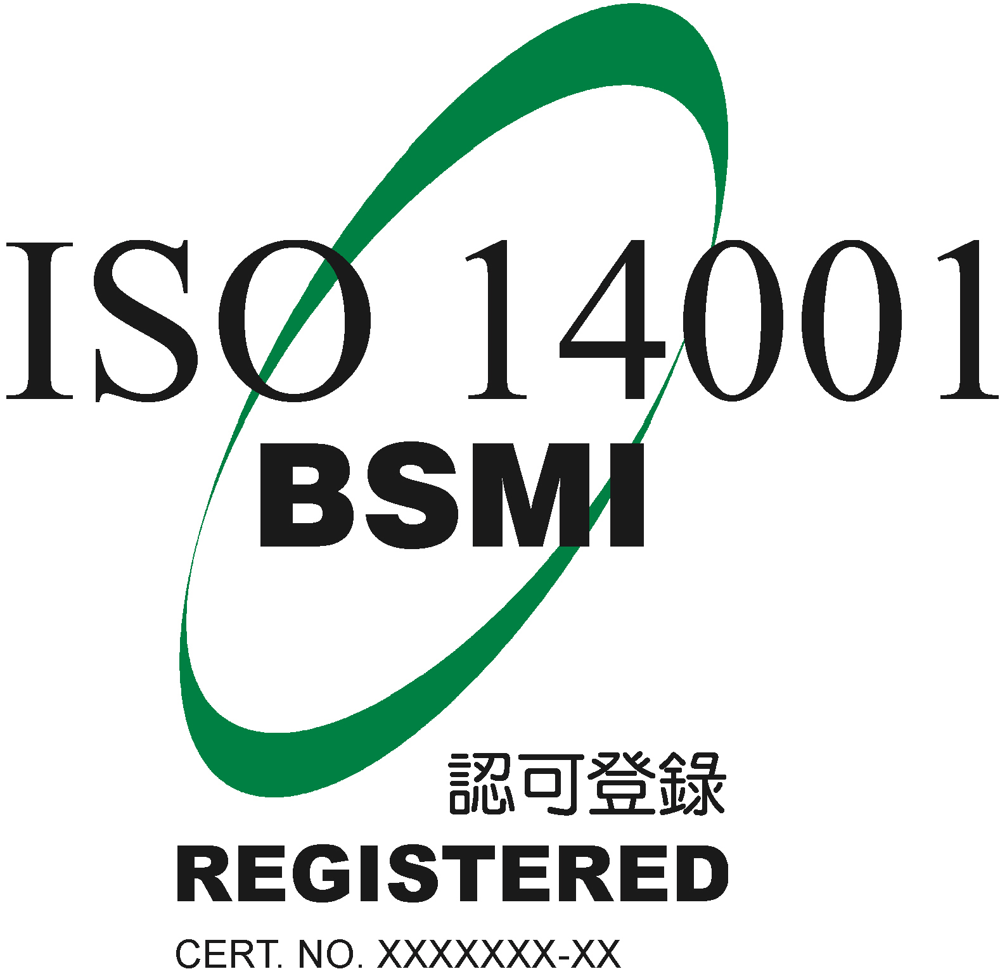 ISO 14001
BSMI
認可登錄
REGISTERED
CERT. NO. XXXXXXX-XX